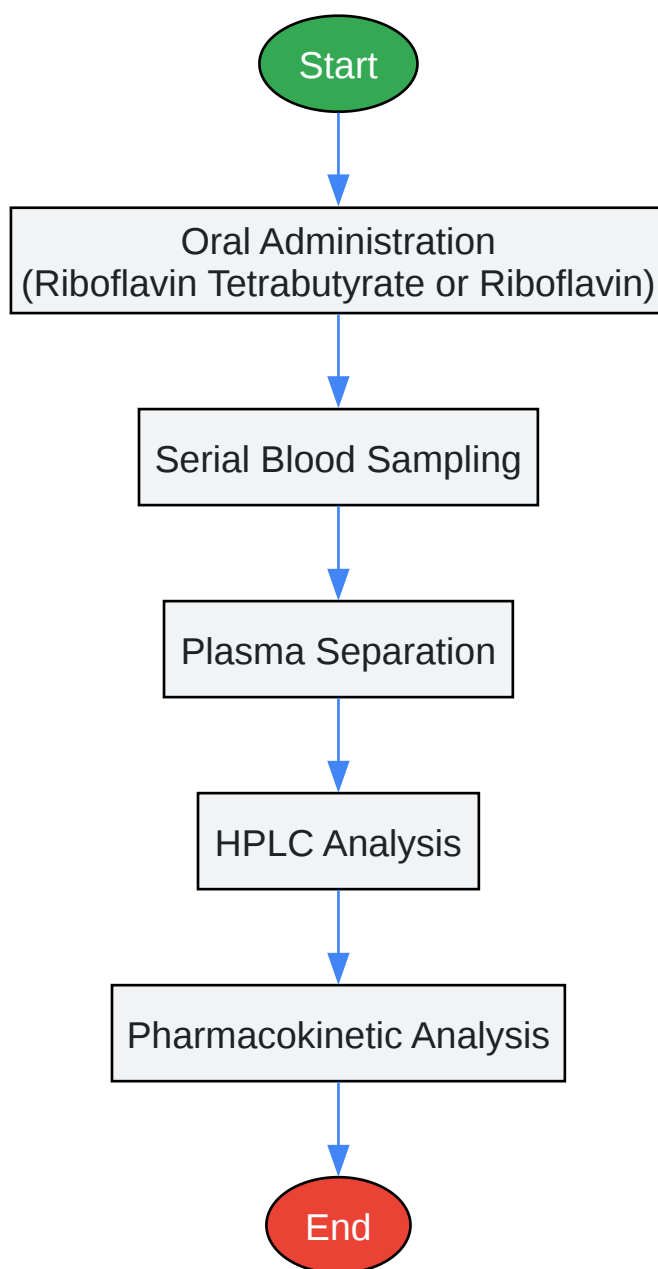 Start
Oral Administration
(Riboflavin Tetrabutyrate or Riboflavin)
Serial Blood Sampling
Plasma Separation
HPLC Analysis
Pharmacokinetic Analysis
End